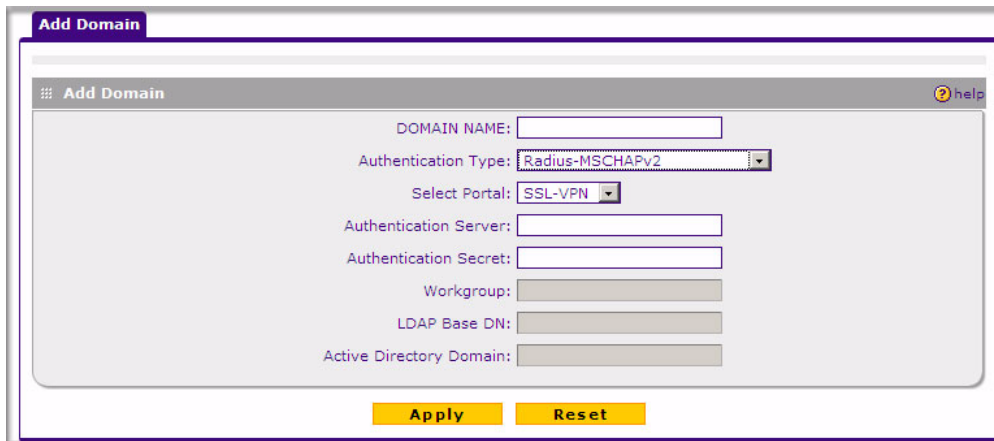 Add Domain
Add Domain
? help
DOMAIN NAME:
Authentication Type: Radius-MSCHAPv2
Select Portal: SSL-VPN
Authentication Server:
Authentication Secret:
Workgroup:
LDAP Base DN:
Active Directory Domain:
Apply Reset